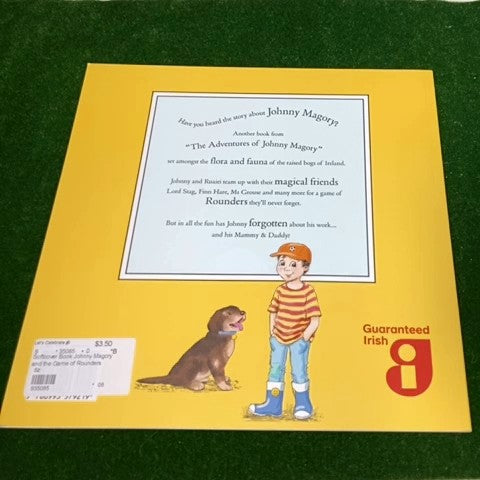 Have you heard the story about Johnny Magory?
Another book from
"The Adventures of Johnny Magory"
set amongst the flora and fauna of the raised bogs of Ireland.
Johnny and Ruairi team up with their magical friends
Lord Stag, Finn Hare, Ms Grouse and many more for a game of
Rounders they'll never forget.
But in all the fun has Johnny forgotten about his work...
and his Mammy & Daddy?
Guaranteed
Irish
$3.50
95085
Softcover Book Johnny Magory
and the Game of Rounders
935095